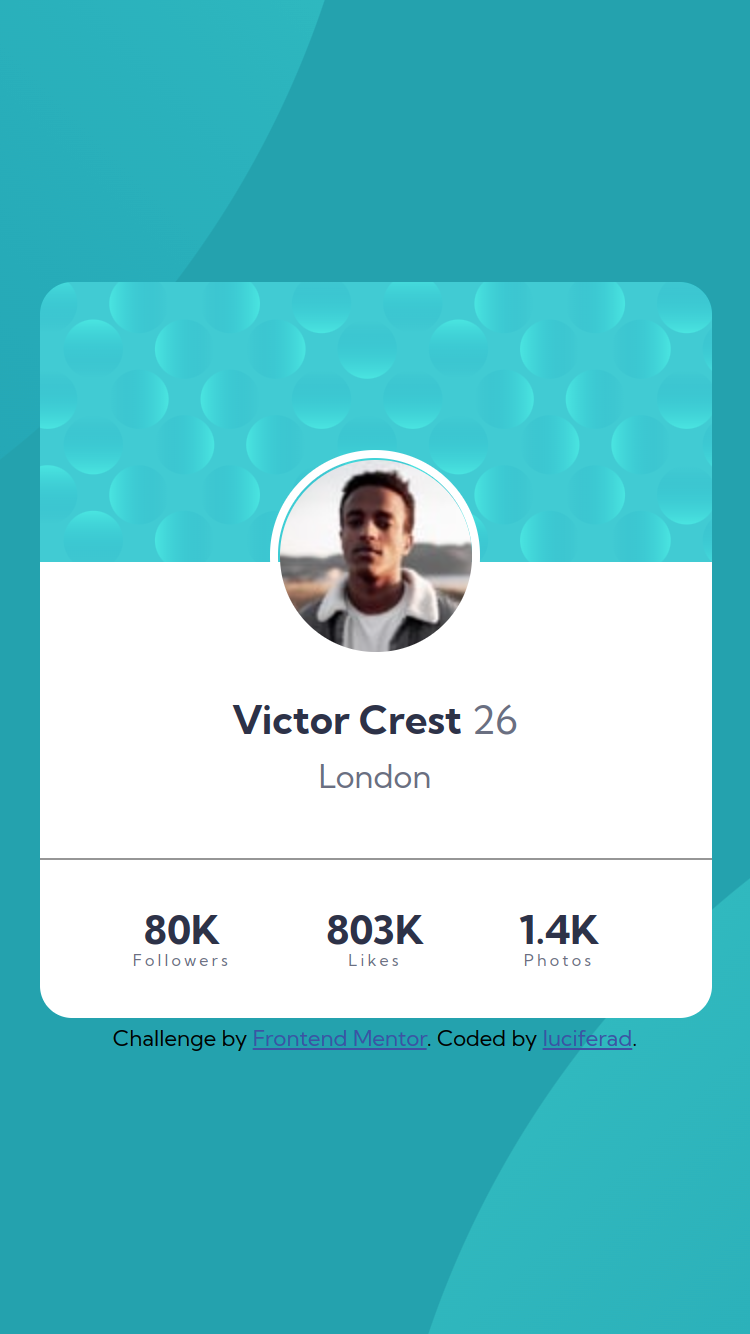 Victor Crest 26
London
80K 803K 1.4K
Followers Likes Photos
Challenge by Frontend Mentor. Coded by luciferad.